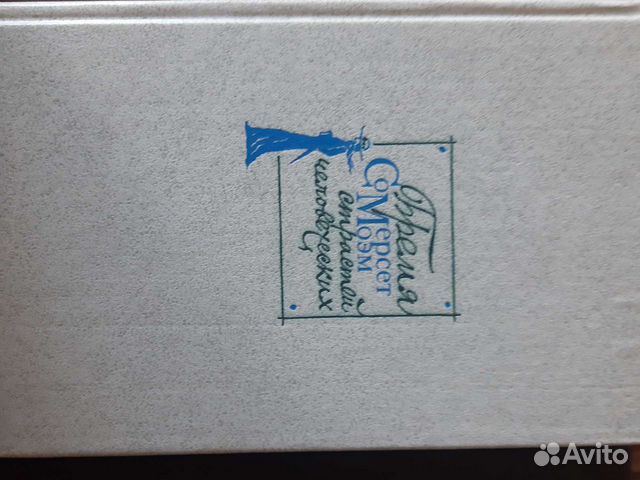 Бремя
Сомерсет
Моэм
страстей
человеческих
Avito